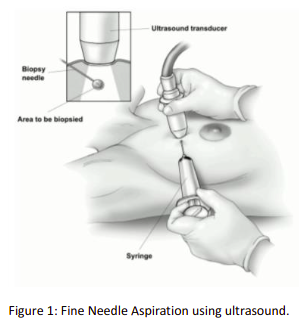 Ultrasound transducer
Biopsy
needle
Area to be biopsied
Syringe
Figure 1: Fine Needle Aspiration using ultrasound.